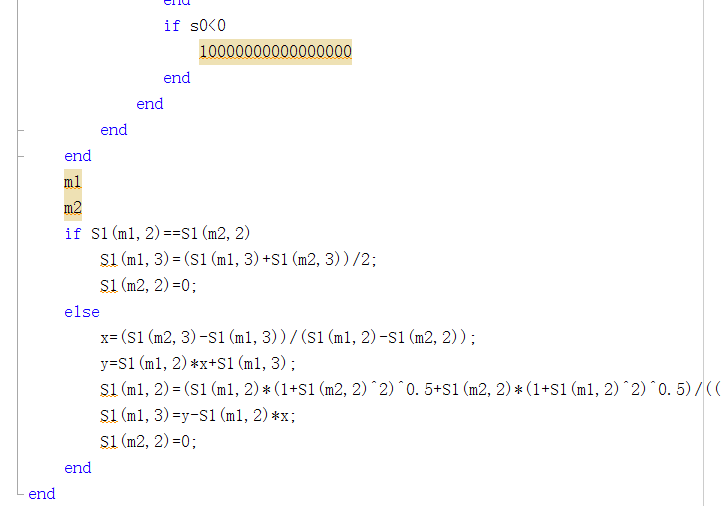 end
if s0<0
10000000000000000
end
end
end
end
m1
m2
if S1(m1,2)==S1(m2,2)
S1(m1,3)=(S1(m1,3)+S1(m2,3))/2;
S1(m2,2)=0;
else
x=(S1(m2,3)-S1(m1,3))/(S1(m1,2)-S1(m2,2));
y=S1(m1,2)*x+S1(m1,3);
S1(m1,2)=(S1(m1,2)*(1+S1(m2,2)^2)^0.5+S1(m2,2)*(1+S1(m1,2)^2)^0.5)/((
S1(m1,3)=y-S1(m1,2)*x;
S1(m2,2)=0;
end
end